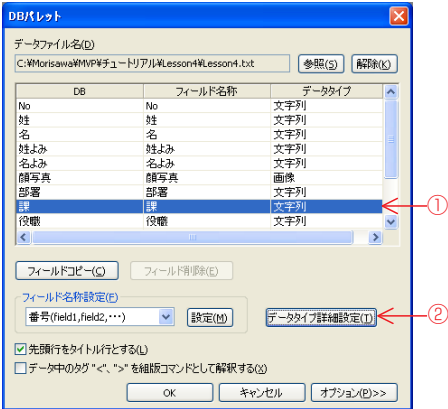 DBパレット
データファイル名(D)
C:¥Morisawa¥MVP¥チュートリアル¥Lesson4¥Lesson4.txt 参照(S) 解除(K)
DB フィールド名称 データタイプ
No No 文字列
姓 姓 文字列
名 名 文字列
姓よみ 姓よみ 文字列
名よみ 名よみ 文字列
顔写真 顔写真 画像
部署 部署 文字列
課 課 文字列 ①
役職 役職 文字列
フィールドコピー(C) フィールド削除(E)
フィールド名称設定(F)
番号(field1,field2,・・・) 設定(M) データタイプ詳細設定(T) ②
先頭行をタイトル行とする(L)
データ中のタグ "<"、">" を組版コマンドとして解釈する(X)
OK キャンセル オプション(P)>>